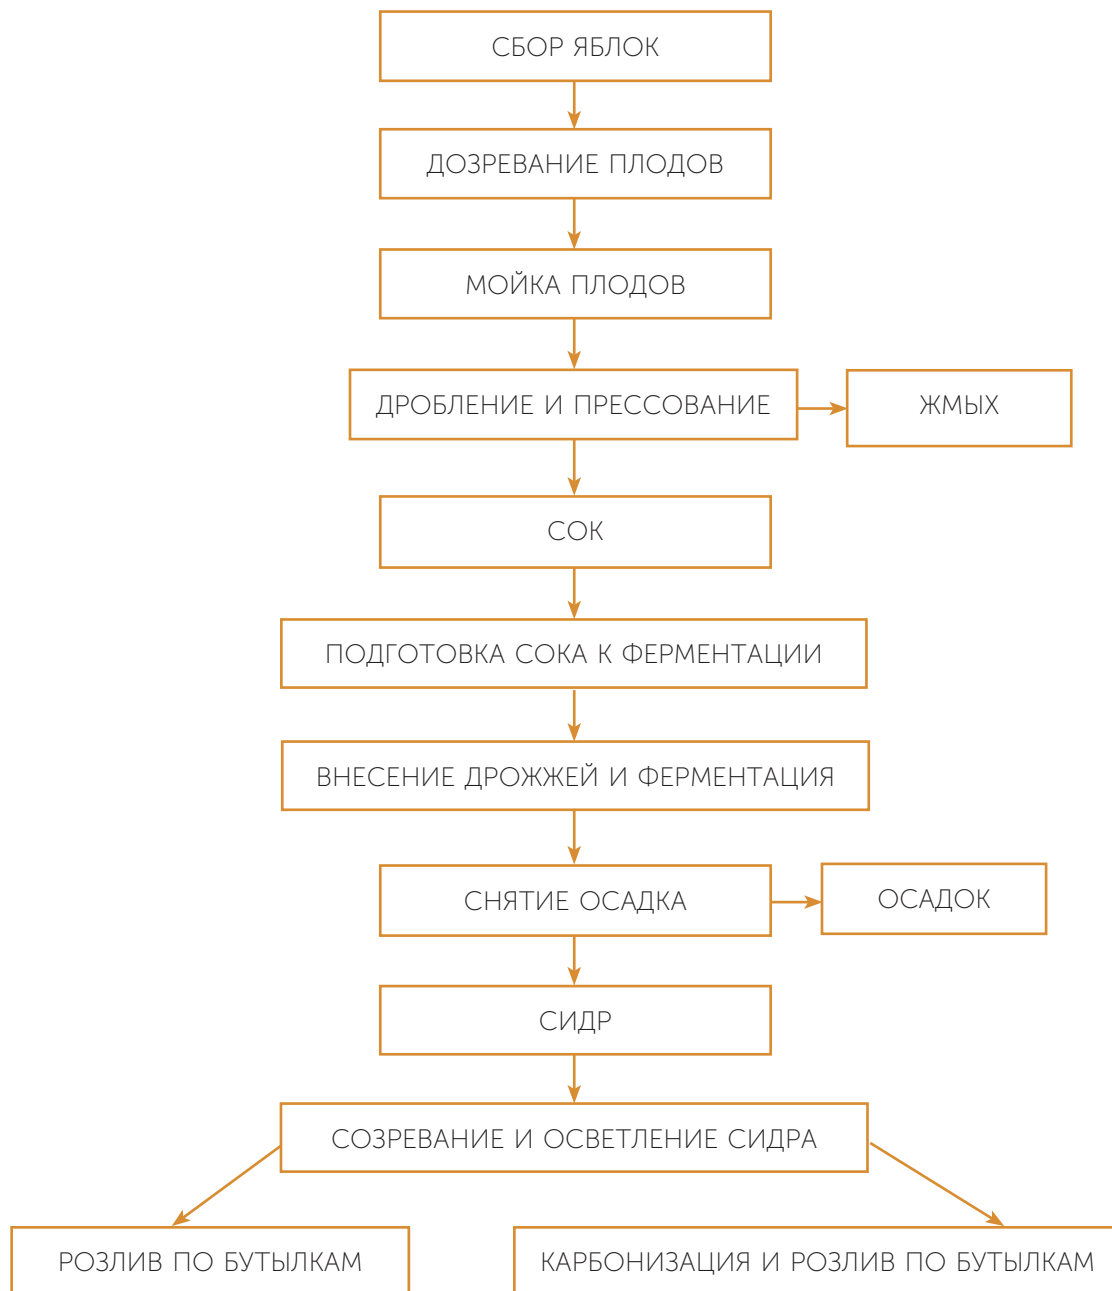 СБОР ЯБЛОК
ДОЗРЕВАНИЕ ПЛОДОВ
МОЙКА ПЛОДОВ
ДРОБЛЕНИЕ И ПРЕССОВАНИЕ
ЖМЫХ
СОК
ПОДГОТОВКА СОКА К ФЕРМЕНТАЦИИ
ВНЕСЕНИЕ ДРОЖЖЕЙ И ФЕРМЕНТАЦИЯ
СНЯТИЕ ОСАДКА
ОСАДОК
СИДР
СОЗРЕВАНИЕ И ОСВЕТЛЕНИЕ СИДРА
РОЗЛИВ ПО БУТЫЛКАМ
КАРБОНИЗАЦИЯ И РОЗЛИВ ПО БУТЫЛКАМ